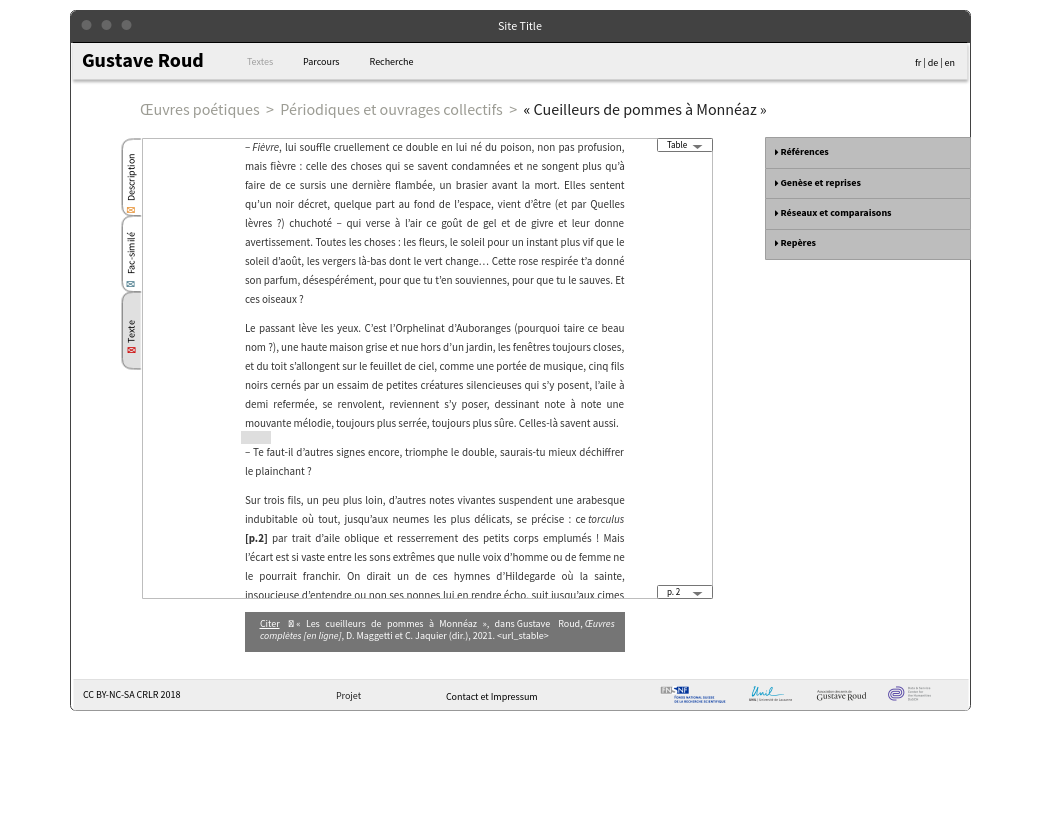 Site Title
Gustave Roud
Textes
Parcours
Recherche
fr | de | en
Œuvres poétiques > Périodiques et ouvrages collectifs > « Cueilleurs de pommes à Monnéaz »
Description
Fac-similé
Texte
Table
– Fièvre, lui souffle cruellement ce double en lui né du poison, non pas profusion,
mais fièvre : celle des choses qui se savent condamnées et ne songent plus qu’à
faire de ce sursis une dernière flambée, un brasier avant la mort. Elles sentent
qu’un noir décret, quelque part au fond de l’espace, vient d’être (et par Quelles
lèvres ?) chuchoté – qui verse à l’air ce goût de gel et de givre et leur donne
avertissement. Toutes les choses : les fleurs, le soleil pour un instant plus vif que le
soleil d’août, les vergers là-bas dont le vert change… Cette rose respirée t’a donné
son parfum, désespérément, pour que tu t’en souviennes, pour que tu le sauves. Et
ces oiseaux ?
Le passant lève les yeux. C’est l’Orphelinat d’Auboranges (pourquoi taire ce beau
nom ?), une haute maison grise et nue hors d’un jardin, les fenêtres toujours closes,
et du toit s’allongent sur le feuillet de ciel, comme une portée de musique, cinq fils
noirs cernés par un essaim de petites créatures silencieuses qui s’y posent, l’aile à
demi refermée, se renvolent, reviennent s’y poser, dessinant note à note une
mouvante mélodie, toujours plus serrée, toujours plus sûre. Celles-là savent aussi.
– Te faut-il d’autres signes encore, triomphe le double, saurais-tu mieux déchiffrer
le plainchant ?
Sur trois fils, un peu plus loin, d’autres notes vivantes suspendent une arabesque
indubitable où tout, jusqu’aux neumes les plus délicats, se précise : ce torculus
[p.2] par trait d’aile oblique et resserrement des petits corps emplumés ! Mais
l’écart est si vaste entre les sons extrêmes que nulle voix d’homme ou de femme ne
le pourrait franchir. On dirait un de ces hymnes d’Hildegarde où la sainte,
insoucieuse d’entendre ou non ses nonnes lui en rendre écho, suit jusqu’aux cimes
p. 2
Références
Genèse et reprises
Réseaux et comparaisons
Repères
Citer « Les cueilleurs de pommes à Monnéaz », dans Gustave Roud, Œuvres
complètes [en ligne], D. Maggetti et C. Jaquier (dir.), 2021. <url_stable>
CC BY-NC-SA CRLR 2018
Projet
Contact et Impressum
FNSNF
FONDS NATIONAL SUISSE
DE LA RECHERCHE SCIENTIFIQUE
Unil
UNIL | Université de Lausanne
Association des amis de
Gustave Roud